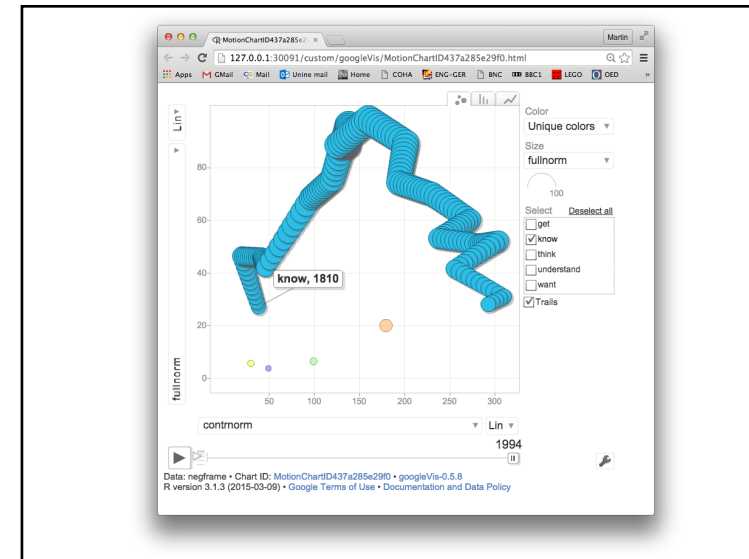 Martin
MotionChartID437a285e29
127.0.0.1:30091/custom/googleVis/MotionChartID437a285e29f0.html
Apps GMail Mail Unine mail Home COHA ENG-GER BNC BBC1 LEGO OED »
Lin
Color
Unique colors
Size
fullnorm
100
Select Deselect all
get
know
think
understand
want
Trails
80
60
40
20
0
know, 1810
fullnorm
50 100 150 200 250 300
contrnorm Lin
1994
Data: negframe • Chart ID: MotionChartID437a285e29f0 • googleVis-0.5.8
R version 3.1.3 (2015-03-09) • Google Terms of Use • Documentation and Data Policy